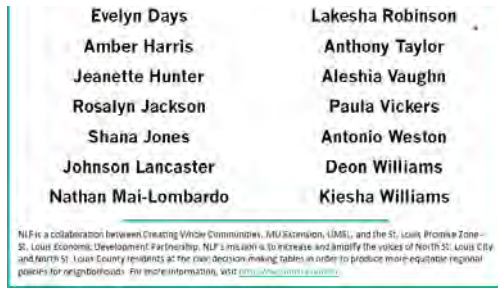 Evelyn Days Lakesha Robinson
Amber Harris Anthony Taylor
Jeanette Hunter Aleshia Vaughn
Rosalyn Jackson Paula Vickers
Shana Jones Antonio Weston
Johnson Lancaster Deon Williams
Nathan Mai-Lombardo Kiesha Williams
NLF is a collaboration between Creating Whole Communities, MU Extension, UMSL, and the St. Louis Promise Zone -
St. Louis Economic Development Partnership. NLF's mission is to increase and amplify the voices of North St. Louis City
and North St. Louis County residents at the civic decision-making tables in order to produce more equitable regional
policies for neighborhoods. For more information, visit